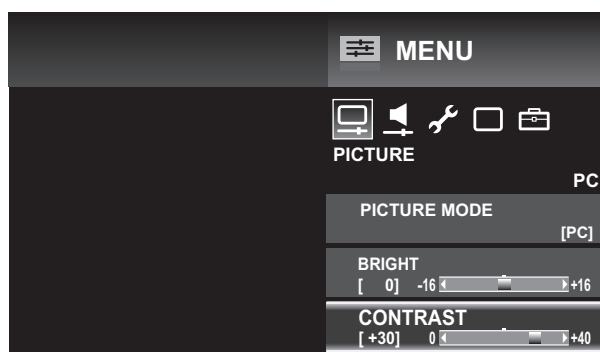 MENU
PICTURE
PC
PICTURE MODE
[PC]
BRIGHT
[ 0] -16 +16
CONTRAST
[ +30] 0 +40